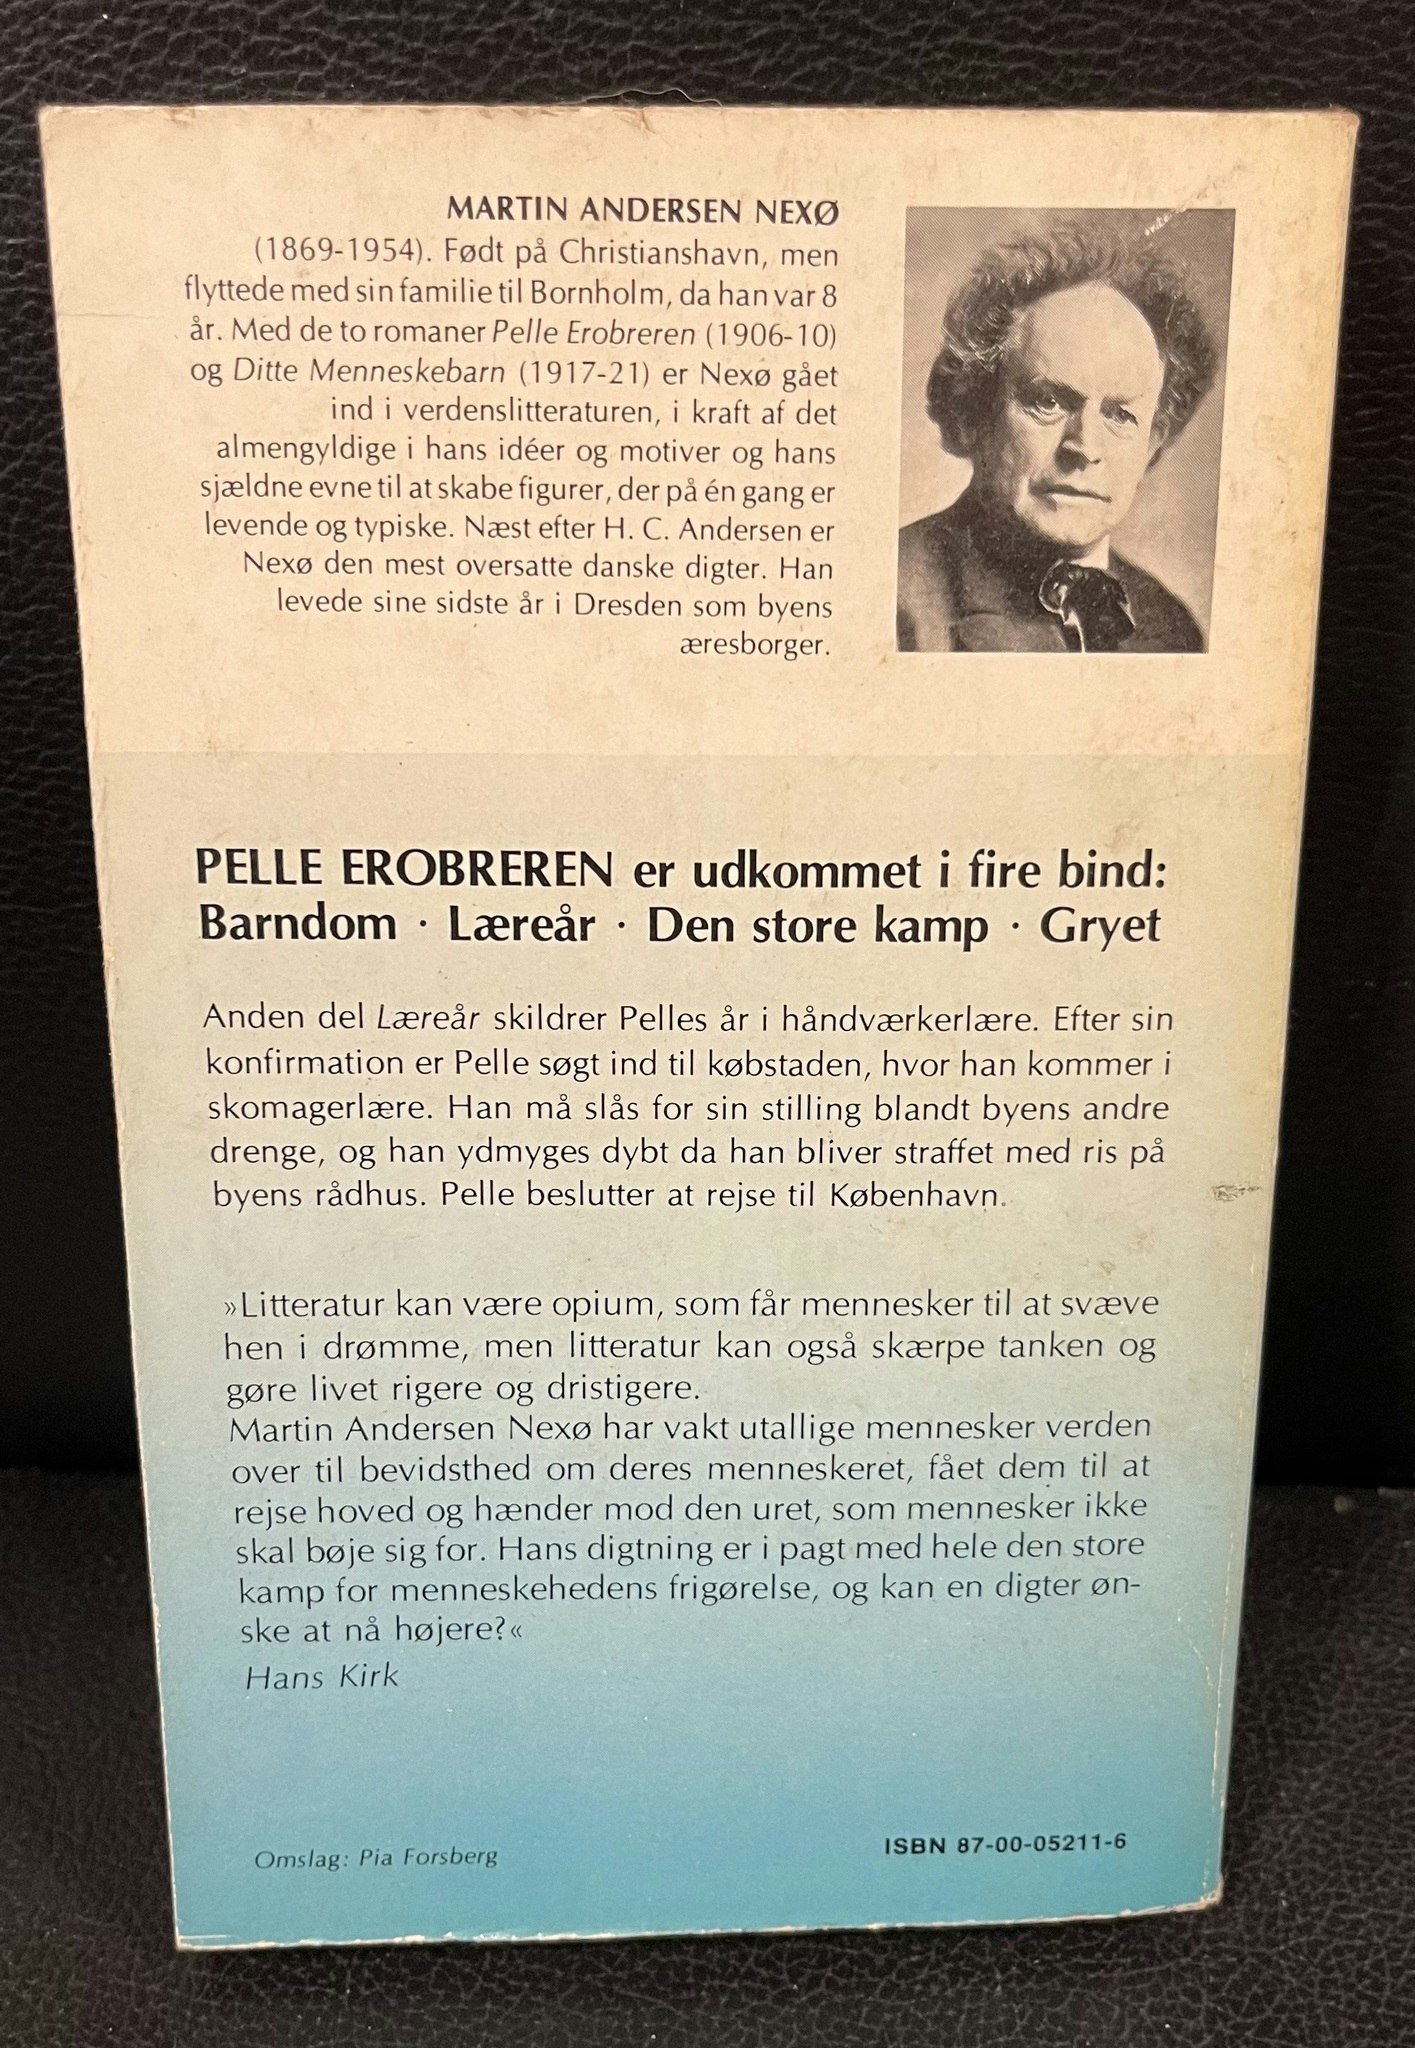 MARTIN ANDERSEN NEXØ
(1869-1954). Født på Christianshavn, men
flyttede med sin familie til Bornholm, da han var 8
år. Med de to romaner Pelle Erobreren (1906-10)
og Ditte Menneskebarn (1917-21) er Nexø gået
ind i verdenslitteraturen, i kraft af det
almengyldige i hans idéer og motiver og hans
sjældne evne til at skabe figurer, der på én gang er
levende og typiske. Næst efter H. C. Andersen er
Nexø den mest oversatte danske digter. Han
levede sine sidste år i Dresden som byens
æresborger.
PELLE EROBREREN er udkommet i fire bind:
Barndom · Læreår · Den store kamp · Gryet
Anden del Læreår skildrer Pelles år i håndværkerlære. Efter sin
konfirmation er Pelle søgt ind til købstaden, hvor han kommer i
skomagerlære. Han må slås for sin stilling blandt byens andre
drenge, og han ydmyges dybt da han bliver straffet med ris på
byens rådhus. Pelle beslutter at rejse til København.
»Litteratur kan være opium, som får mennesker til at svæve
hen i drømme, men litteratur kan også skærpe tanken og
gøre livet rigere og dristigere.
Martin Andersen Nexø har vakt utallige mennesker verden
over til bevidsthed om deres menneskeret, fået dem til at
rejse hoved og hænder mod den uret, som mennesker ikke
skal bøje sig for. Hans digtning er i pagt med hele den store
kamp for menneskehedens frigørelse, og kan en digter øn-
ske at nå højere?«
Hans Kirk
Omslag: Pia Forsberg
ISBN 87-00-05211-6